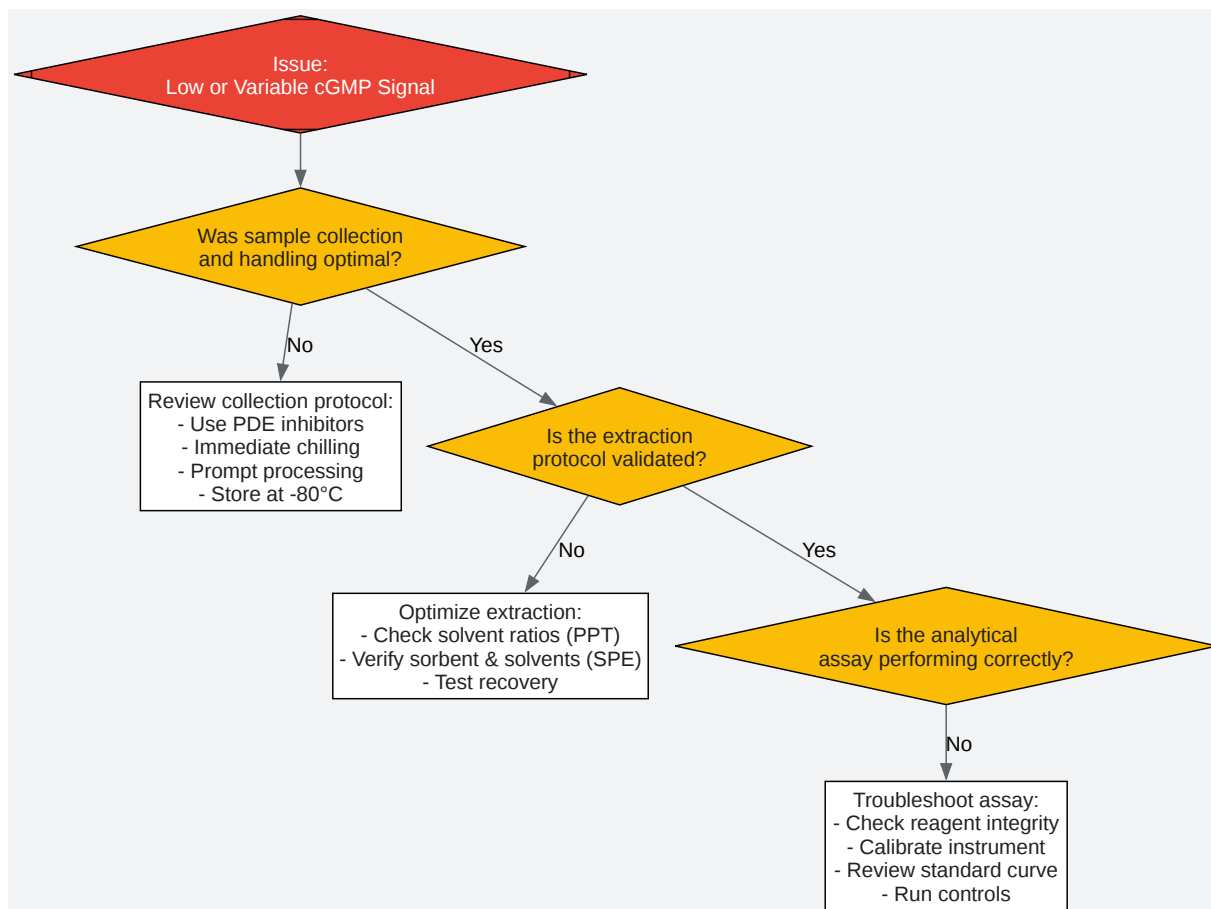 Issue:
Low or Variable cGMP Signal
Was sample collection
and handling optimal?
No
Yes
Review collection protocol:
- Use PDE inhibitors
- Immediate chilling
- Prompt processing
- Store at -80°C
Is the extraction
protocol validated?
No
Yes
Optimize extraction:
- Check solvent ratios (PPT)
- Verify sorbent & solvents (SPE)
- Test recovery
Is the analytical
assay performing correctly?
No
Troubleshoot assay:
- Check reagent integrity
- Calibrate instrument
- Review standard curve
- Run controls